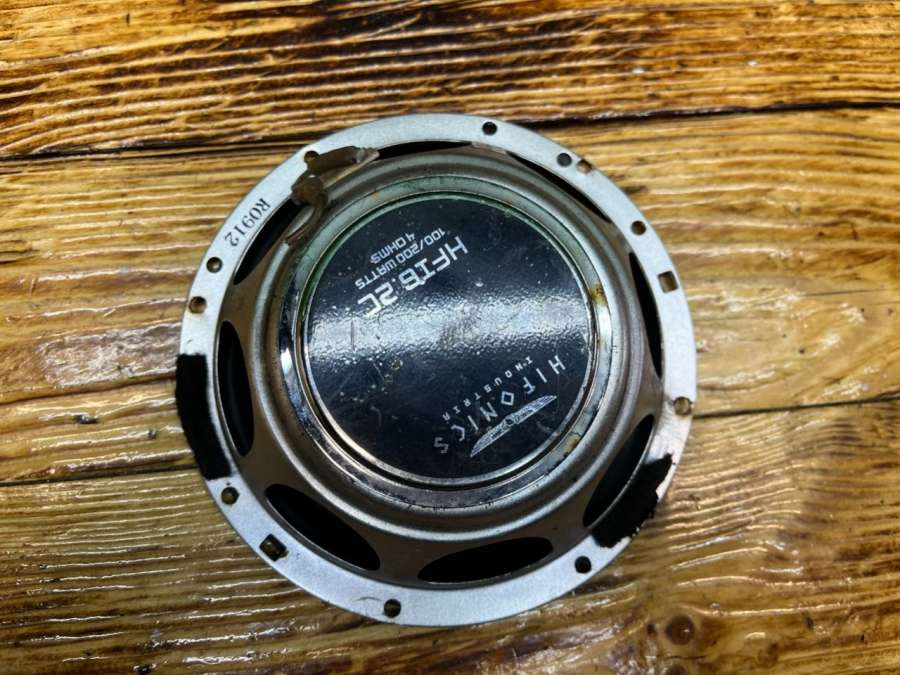 R0912
HFI6.2C
100/200 WATTS
4 OHMS
HIFONICS
INDUSTRIA